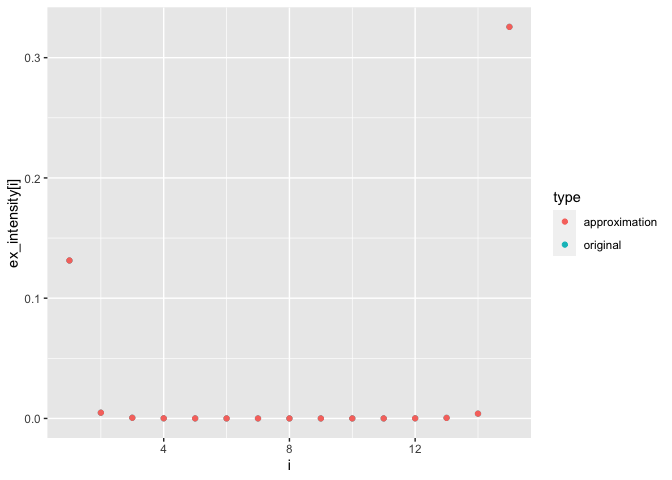 0.3
0.2
0.1
0.0
ex_intensity[i]
4
8
12
i
type
approximation
original